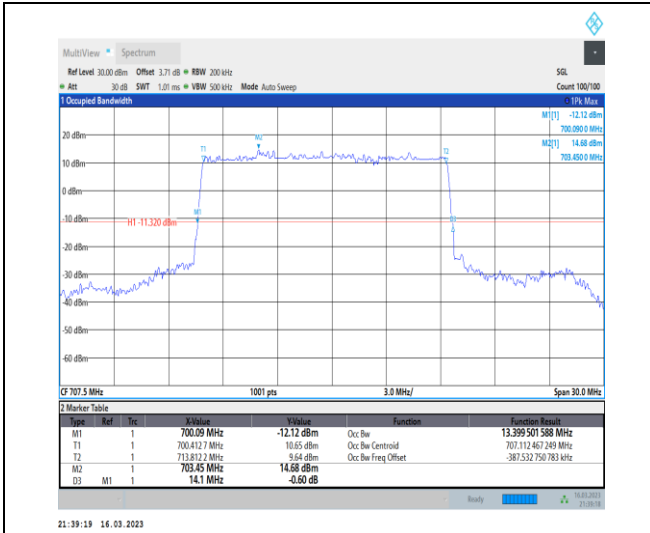 MultiView Spectrum
Ref Level 30.00 dBm Offset 3.71 dB RBW 200 kHz SGL
Att 30 dB SWT 1.01 ms VBW 500 kHz Mode Auto Sweep Count 100/100
1 Occupied Bandwidth 1Pk Max
M1[1] -12.12 dBm
700.090 0 MHz
M2[1] 14.68 dBm
703.450 0 MHz
20 dBm
M2
T1 T2
10 dBm
0 dBm
M1
-10 dBm
H1 -11.320 dBm
D3
-20 dBm
-30 dBm
-40 dBm
-50 dBm
-60 dBm
CF 707.5 MHz 1001 pts 3.0 MHz/ Span 30.0 MHz
2 Marker Table
Type Ref Trc X-Value Y-Value Function Function Result
M1 1 700.09 MHz -12.12 dBm Occ Bw 13.399 501 588 MHz
T1 1 700.412 7 MHz 10.65 dBm Occ Bw Centroid 707.112 467 249 MHz
T2 1 713.812 2 MHz 9.64 dBm Occ Bw Freq Offset -387.532 750 783 kHz
M2 1 703.45 MHz 14.68 dBm
D3 M1 1 14.1 MHz -0.60 dB
Ready 16.03.2023
21:39:18
21:39:19 16.03.2023